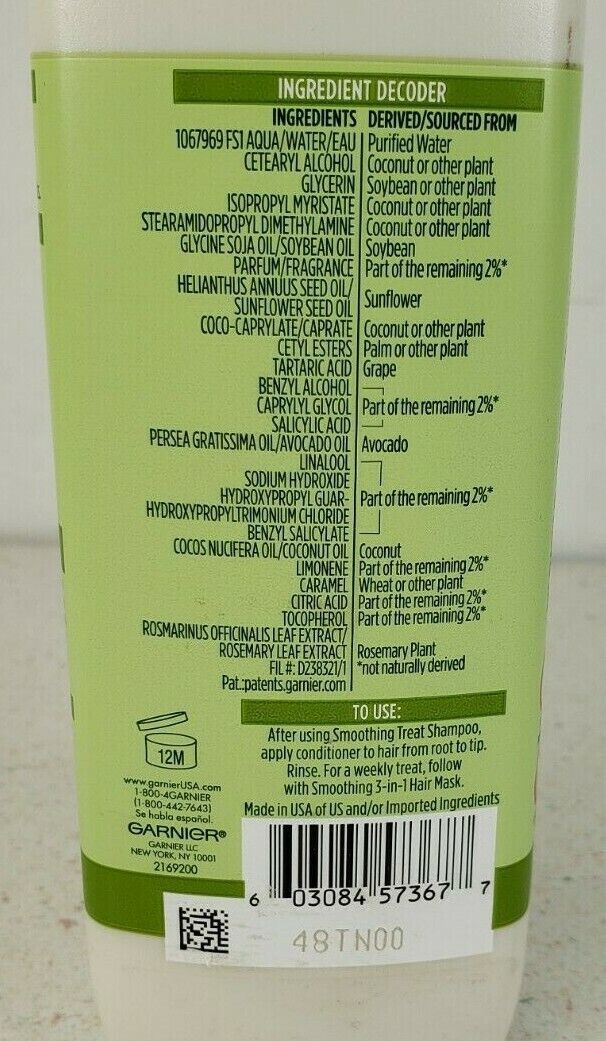 INGREDIENT DECODER
INGREDIENTS DERIVED/SOURCED FROM
1067969 FS1 AQUA/WATER/EAU Purified Water
CETEARYL ALCOHOL Coconut or other plant
GLYCERIN Soybean or other plant
ISOPROPYL MYRISTATE Coconut or other plant
STEARAMIDOPROPYL DIMETHYLAMINE Coconut or other plant
GLYCINE SOJA OIL/SOYBEAN OIL Soybean
PARFUM/FRAGRANCE Part of the remaining 2%*
HELIANTHUS ANNUUS SEED OIL/
SUNFLOWER SEED OIL Sunflower
COCO-CAPRYLATE/CAPRATE Coconut or other plant
CETYL ESTERS Palm or other plant
TARTARIC ACID Grape
BENZYL ALCOHOL
CAPRYLYL GLYCOL Part of the remaining 2%*
SALICYLIC ACID
PERSEA GRATISSIMA OIL/AVOCADO OIL Avocado
LINALOOL
SODIUM HYDROXIDE
HYDROXYPROPYL GUAR- Part of the remaining 2%*
HYDROXYPROPYLTRIMONIUM CHLORIDE
BENZYL SALICYLATE
COCOS NUCIFERA OIL/COCONUT OIL Coconut
LIMONENE Part of the remaining 2%*
CARAMEL Wheat or other plant
CITRIC ACID Part of the remaining 2%*
TOCOPHEROL Part of the remaining 2%*
ROSMARINUS OFFICINALIS LEAF EXTRACT/
ROSEMARY LEAF EXTRACT Rosemary Plant
FIL #: D238321/1 *not naturally derived
Pat.:patents.garnier.com
TO USE:
After using Smoothing Treat Shampoo,
apply conditioner to hair from root to tip.
Rinse. For a weekly treat, follow
with Smoothing 3-in-1 Hair Mask.
Made in USA of US and/or Imported Ingredients
12M
www.garnierUSA.com
1-800-4GARNIER
(1-800-442-7643)
Se habla español.
GARNIER®
GARNIER LLC
NEW YORK, NY 10001
2169200
6 03084 57367 7
48TN00